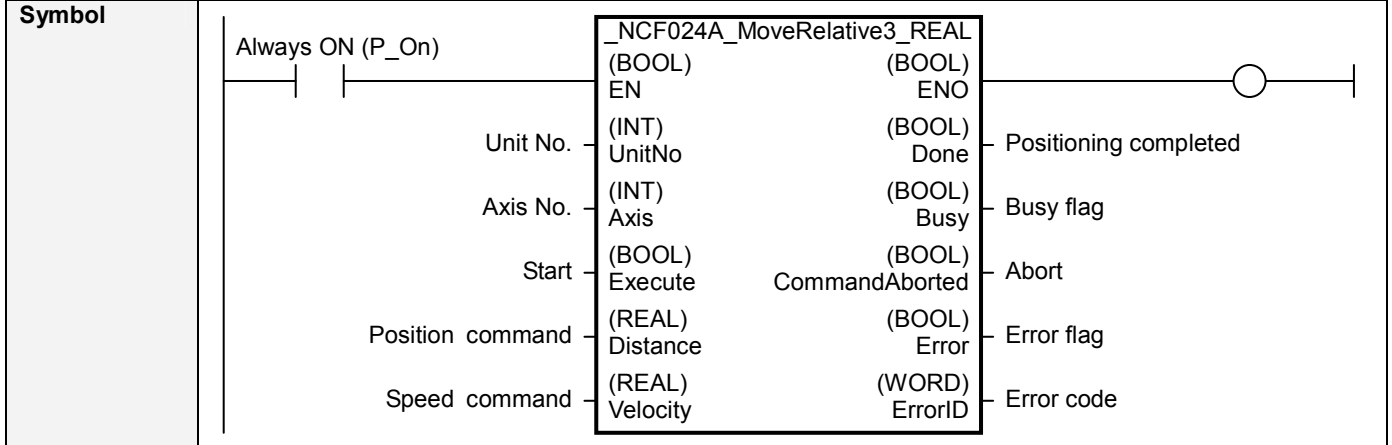 Symbol
Always ON (P_On)
_NCF024A_MoveRelative3_REAL
(BOOL) (BOOL)
EN ENO
(INT) (BOOL)
Unit No. UnitNo Done Positioning completed
(INT) (BOOL)
Axis No. Axis Busy Busy flag
(BOOL) (BOOL)
Start Execute CommandAborted Abort
(REAL) (BOOL)
Position command Distance Error Error flag
(REAL) (WORD)
Speed command Velocity ErrorID Error code